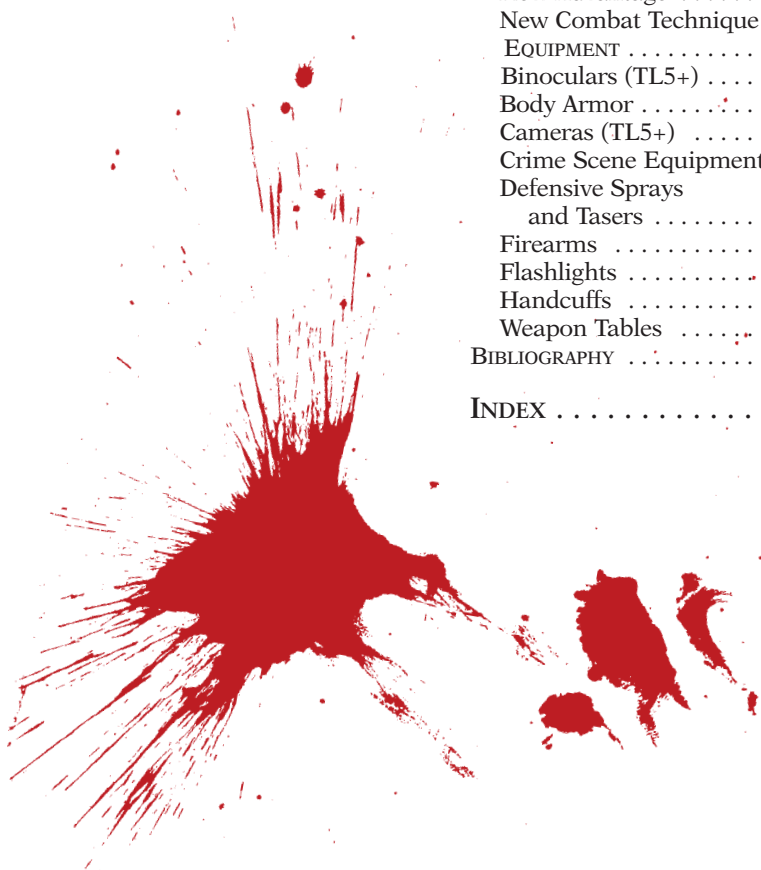 New Combat Technique
EQUIPMENT . . . . . . . . . .
Binoculars (TL5+) . . . .
Body Armor . . . . . . . . .
Cameras (TL5+) . . . . .
Crime Scene Equipment
Defensive Sprays
and Tasers . . . . . . . .
Firearms . . . . . . . . . . .
Flashlights . . . . . . . . . .
Handcuffs . . . . . . . . . .
Weapon Tables . . . . . .
BIBLIOGRAPHY . . . . . . . . . .
INDEX . . . . . . . . . . . . .